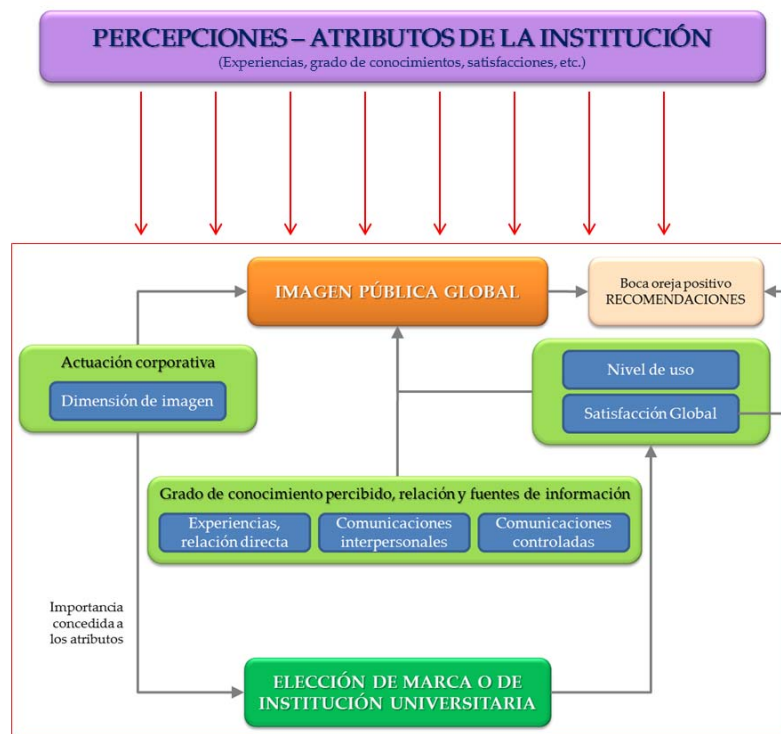 PERCEPCIONES – ATRIBUTOS DE LA INSTITUCIÓN
(Experiencias, grado de conocimientos, satisfacciones, etc.)
IMAGEN PÚBLICA GLOBAL
Boca oreja positivo
RECOMENDACIONES
Actuación corporativa
Dimensión de imagen
Nivel de uso
Satisfacción Global
Grado de conocimiento percibido, relación y fuentes de información
Experiencias,
relación directa
Comunicaciones
interpersonales
Comunicaciones
controladas
Importancia
concedida a
los atributos
ELECCIÓN DE MARCA O DE
INSTITUCIÓN UNIVERSITARIA